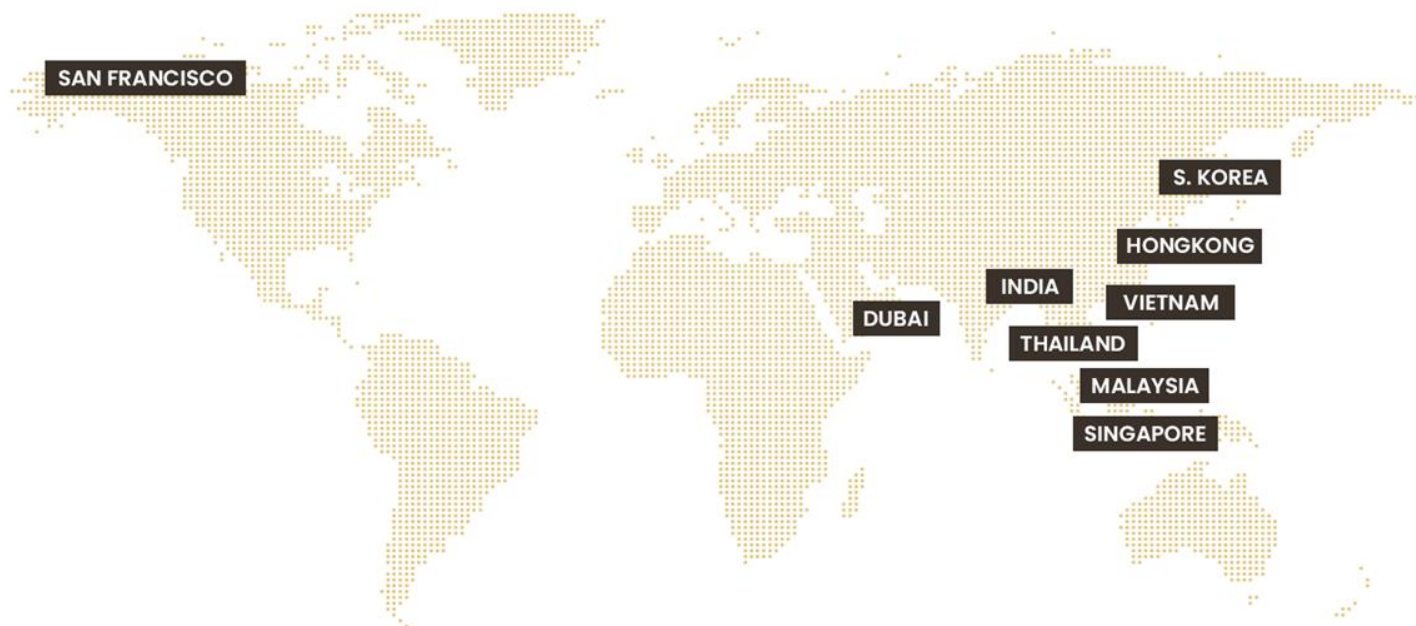 SAN FRANCISCO
S. KOREA
HONGKONG
INDIA
VIETNAM
DUBAI
THAILAND
MALAYSIA
SINGAPORE